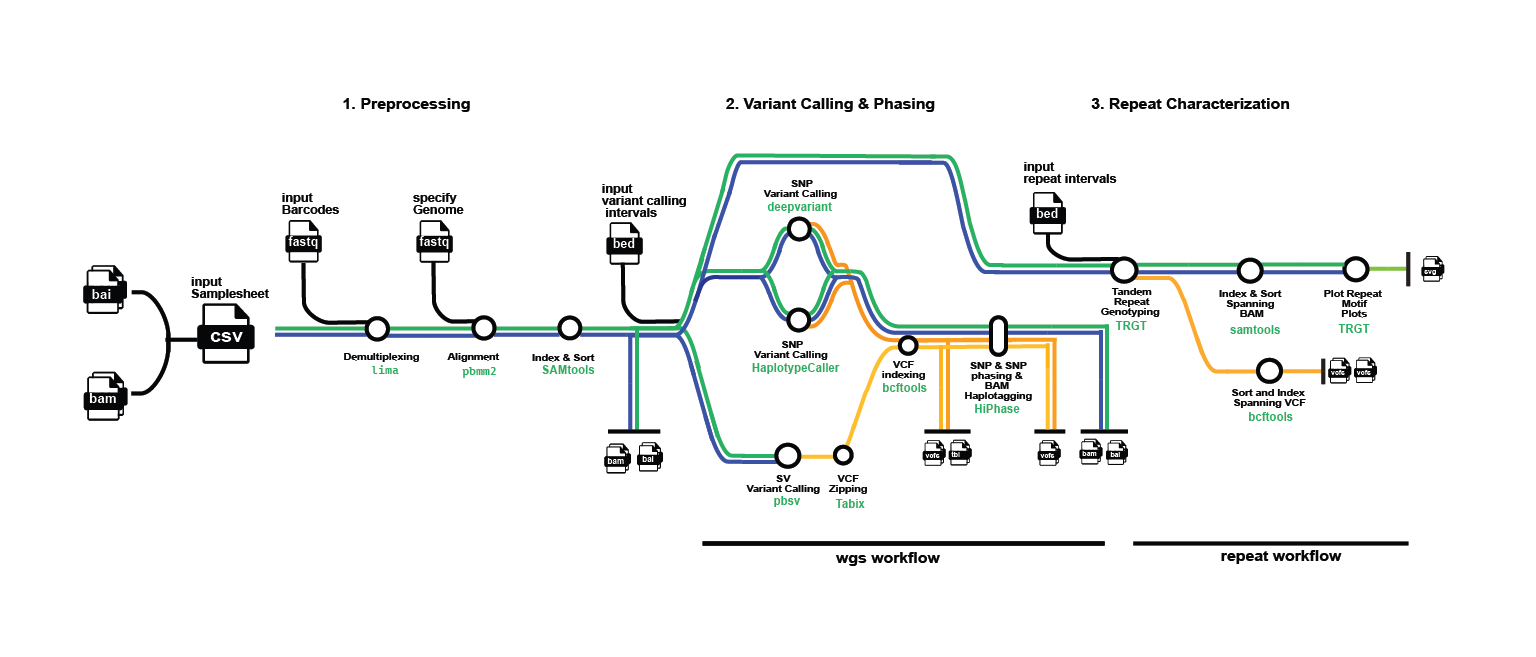 1. Preprocessing
2. Variant Calling & Phasing
3. Repeat Characterization
input
Barcodes
fastq
specify
Genome
fastq
input
variant calling
intervals
bed
bai
bam
input
Samplesheet
CSV
Demultiplexing
lima
Alignment
pbmm2
Index & Sort
SAMtools
bam
bai
SNP
Variant Calling
deepvariant
SNP
Variant Calling
HaplotypeCaller
SV
Variant Calling
pbsv
VCF
Zipping
Tabix
VCF
indexing
bcftools
SNP & SNP
phasing &
BAM
Haplotagging
HiPhase
vofs
tbi
vofs
bam
bai
input
repeat intervals
bed
Tandem
Repeat
Genotyping
TRGT
Index & Sort
Spanning
BAM
samtools
Plot Repeat
Motif
Plots
TRGT
svg
Sort and Index
Spanning VCF
bcftools
vofs
vofs
wgs workflow
repeat workflow